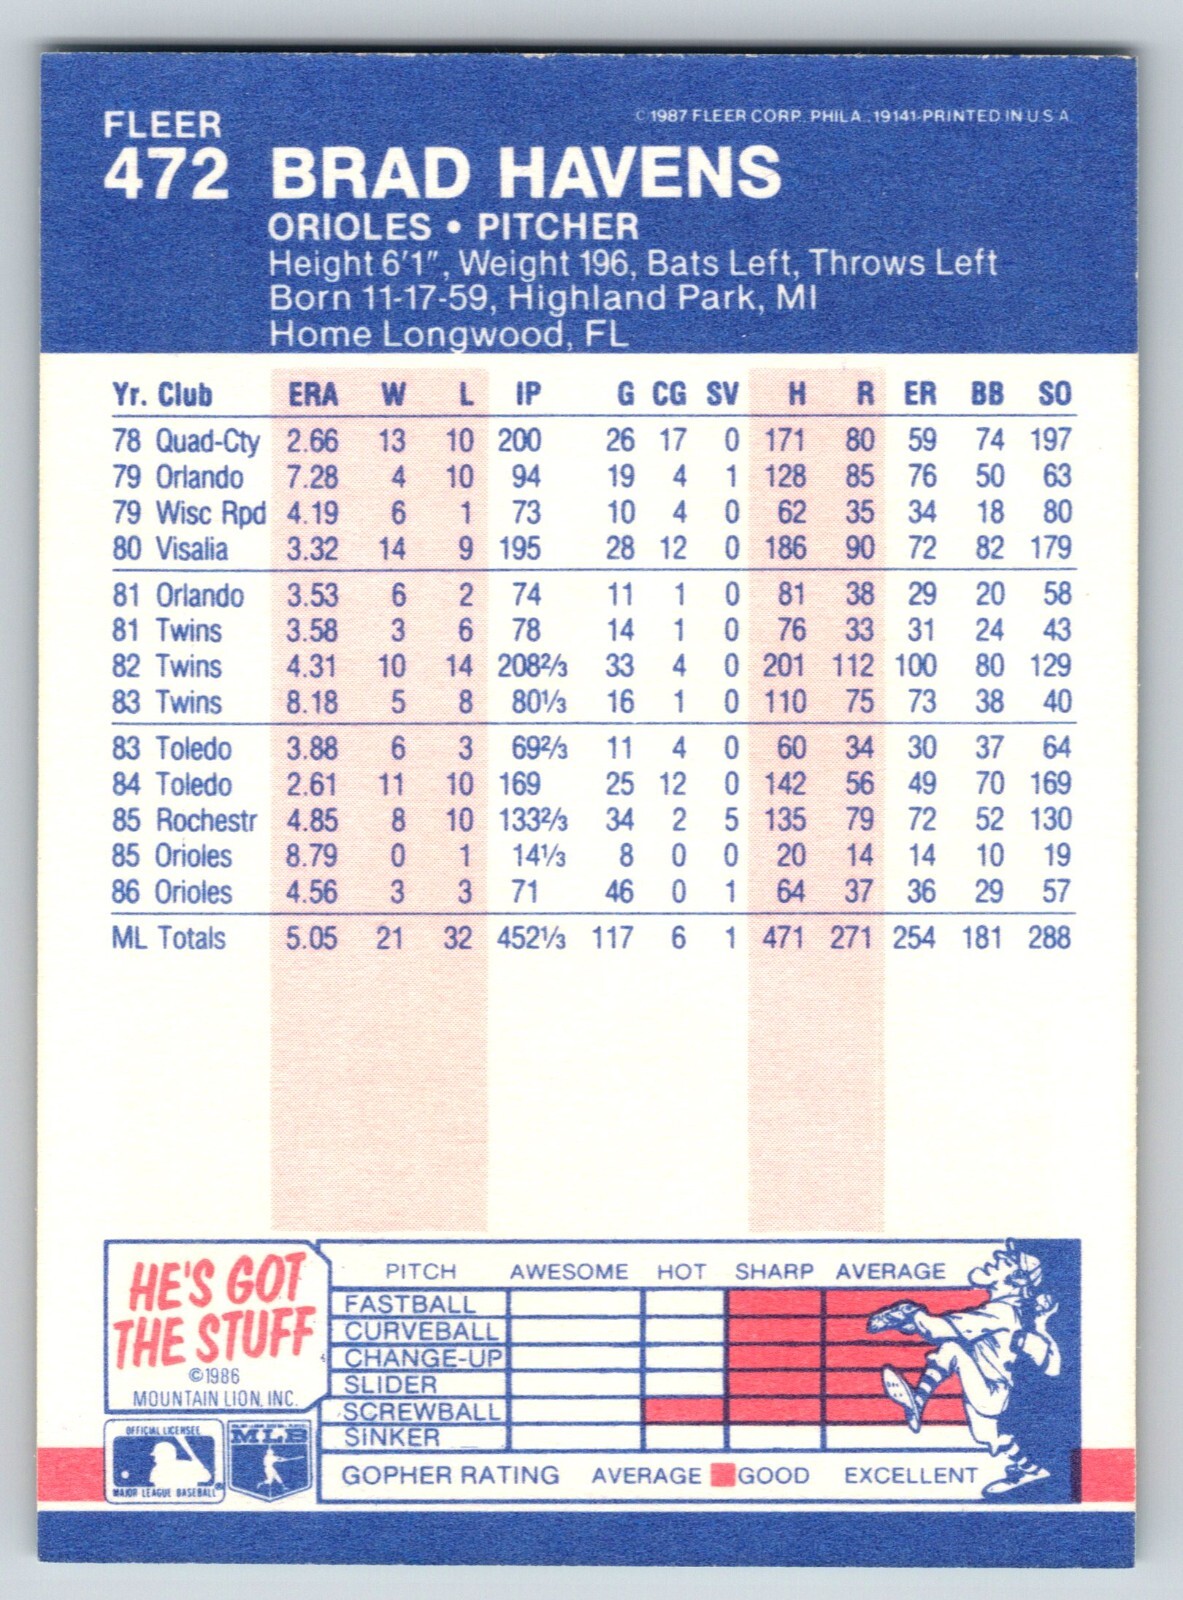 FLEER
© 1987 FLEER CORP. PHILA. 19141-PRINTED IN U S A
472 BRAD HAVENS
ORIOLES • PITCHER
Height 6'1", Weight 196, Bats Left, Throws Left
Born 11-17-59, Highland Park, MI
Home Longwood, FL
Yr. Club ERA W L IP G CG SV H R ER BB SO
78 Quad-Cty 2.66 13 10 200 26 17 0 171 80 59 74 197
79 Orlando 7.28 4 10 94 19 4 1 128 85 76 50 63
79 Wisc Rpd 4.19 6 1 73 10 4 0 62 35 34 18 80
80 Visalia 3.32 14 9 195 28 12 0 186 90 72 82 179
81 Orlando 3.53 6 2 74 11 1 0 81 38 29 20 58
81 Twins 3.58 3 6 78 14 1 0 76 33 31 24 43
82 Twins 4.31 10 14 208⅔ 33 4 0 201 112 100 80 129
83 Twins 8.18 5 8 80⅓ 16 1 0 110 75 73 38 40
83 Toledo 3.88 6 3 69⅔ 11 4 0 60 34 30 37 64
84 Toledo 2.61 11 10 169 25 12 0 142 56 49 70 169
85 Rochestr 4.85 8 10 133⅔ 34 2 5 135 79 72 52 130
85 Orioles 8.79 0 1 14⅓ 8 0 0 20 14 14 10 19
86 Orioles 4.56 3 3 71 46 0 1 64 37 36 29 57
ML Totals 5.05 21 32 452⅓ 117 6 1 471 271 254 181 288
HE'S GOT
THE STUFF
©1986
MOUNTAIN LION, INC.
PITCH AWESOME HOT SHARP AVERAGE
FASTBALL
CURVEBALL
CHANGE-UP
SLIDER
SCREWBALL
SINKER
GOPHER RATING AVERAGE GOOD EXCELLENT
OFFICIAL LICENSEE
MAJOR LEAGUE BASEBALL®
MLB